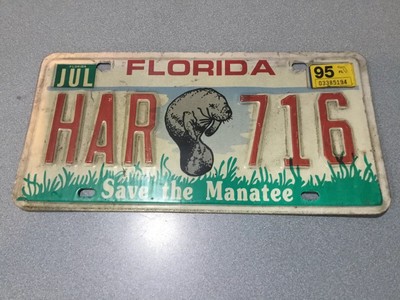 JUL
FLORIDA
95
HAR 716
Save the Manatee